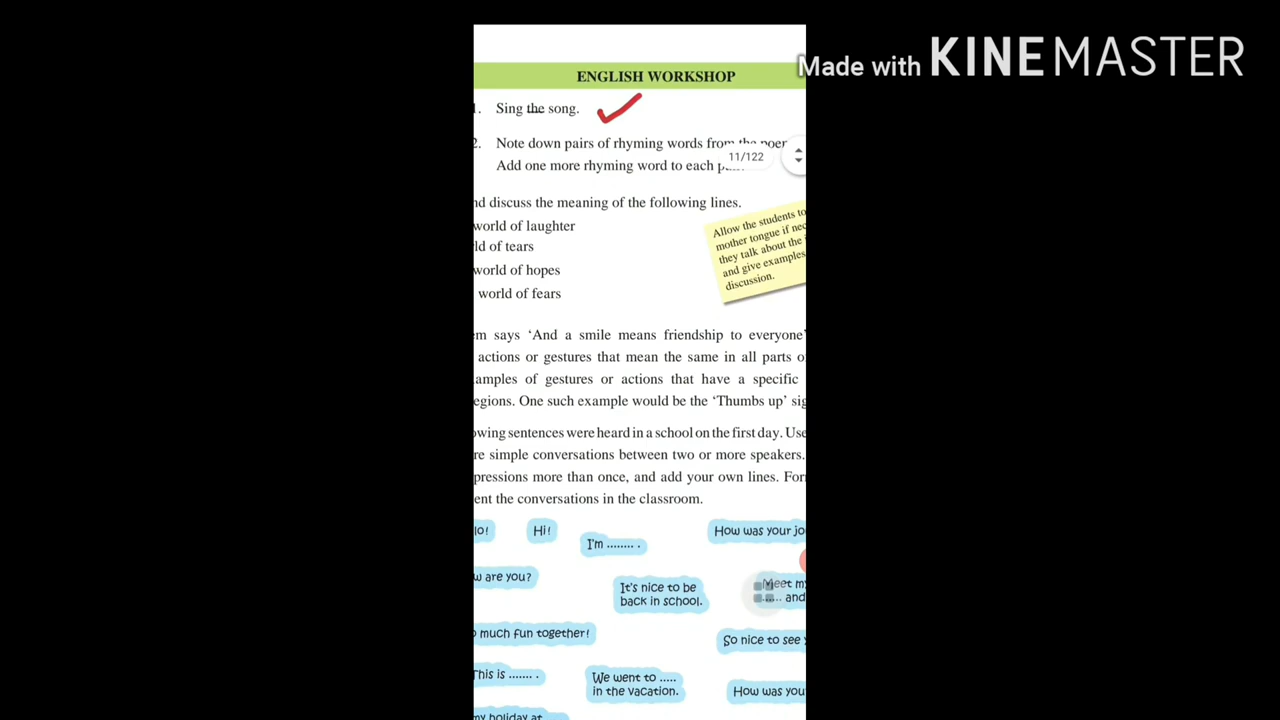 Made with KINEMASTER
ENGLISH WORKSHOP
1. Sing the song.
2. Note down pairs of rhyming words from the poem
11/122
Add one more rhyming word to each
nd discuss the meaning of the following lines.
world of laughter
ld of tears
world of hopes
world of fears
Allow the students to
mother tongue if nec
they talk about the
and give examples
discussion.
em says ‘And a smile means friendship to everyone’
actions or gestures that mean the same in all parts o
amples of gestures or actions that have a specific
egions. One such example would be the ‘Thumbs up’ sig
owing sentences were heard in a school on the first day. Use
re simple conversations between two or more speakers.
pressions more than once, and add your own lines. For
ent the conversations in the classroom.
lo!
Hi!
I'm ........ .
How was your jo
w are you?
It's nice to be
back in school.
Meet my
...... and
o much fun together!
So nice to see
This is ....... .
We went to .....
in the vacation.
How was you
my holiday at